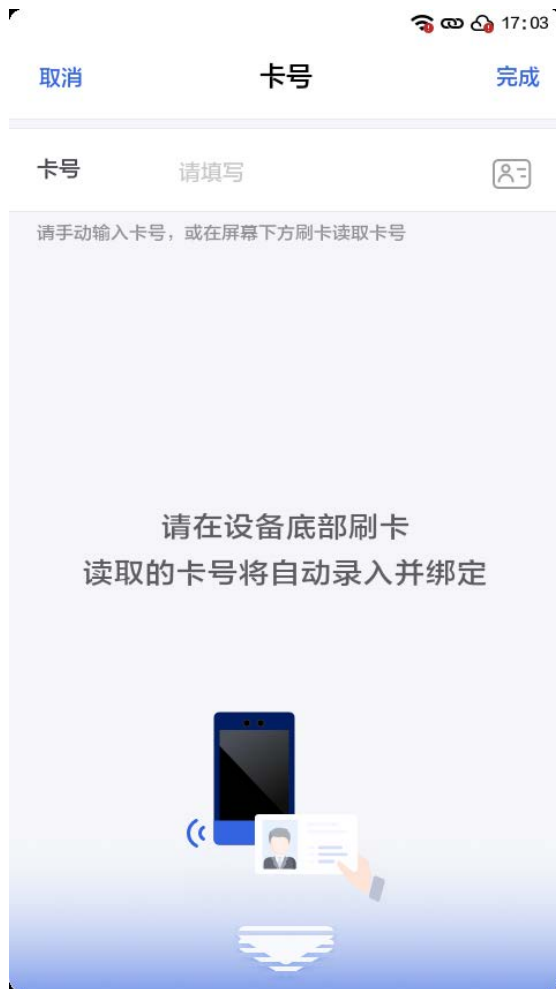 17:03
取消
卡号
完成
卡号
请填写
请手动输入卡号，或在屏幕下方刷卡读取卡号
请在设备底部刷卡
读取的卡号将自动录入并绑定